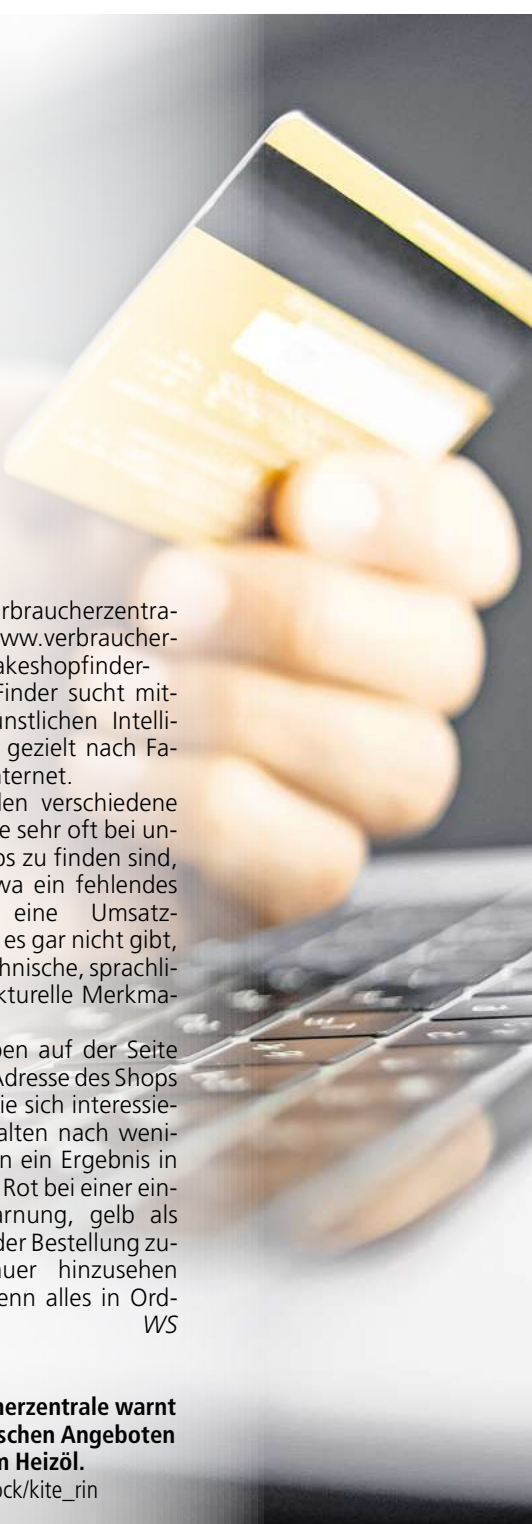 rbraucherzentra-
ww.verbraucher-
akeshopfinder-
Finder sucht mit-
ünstlichen Intelli-
gezielt nach Fa-
nternet.
den verschiedene
e sehr oft bei un-
os zu finden sind,
wa ein fehlendes
eine Umsatz-
es gar nicht gibt,
chnische, sprachli-
kturelle Merkma-
ben auf der Seite
Adresse des Shops
ie sich interessie-
alten nach weni-
n ein Ergebnis in
Rot bei einer ein-
arnung, gelb als
der Bestellung zu-
auer hinzusehen
enn alles in Ord-
WS
herzentrale warnt
ischen Angeboten
m Heizöl.
ock/kite_rin